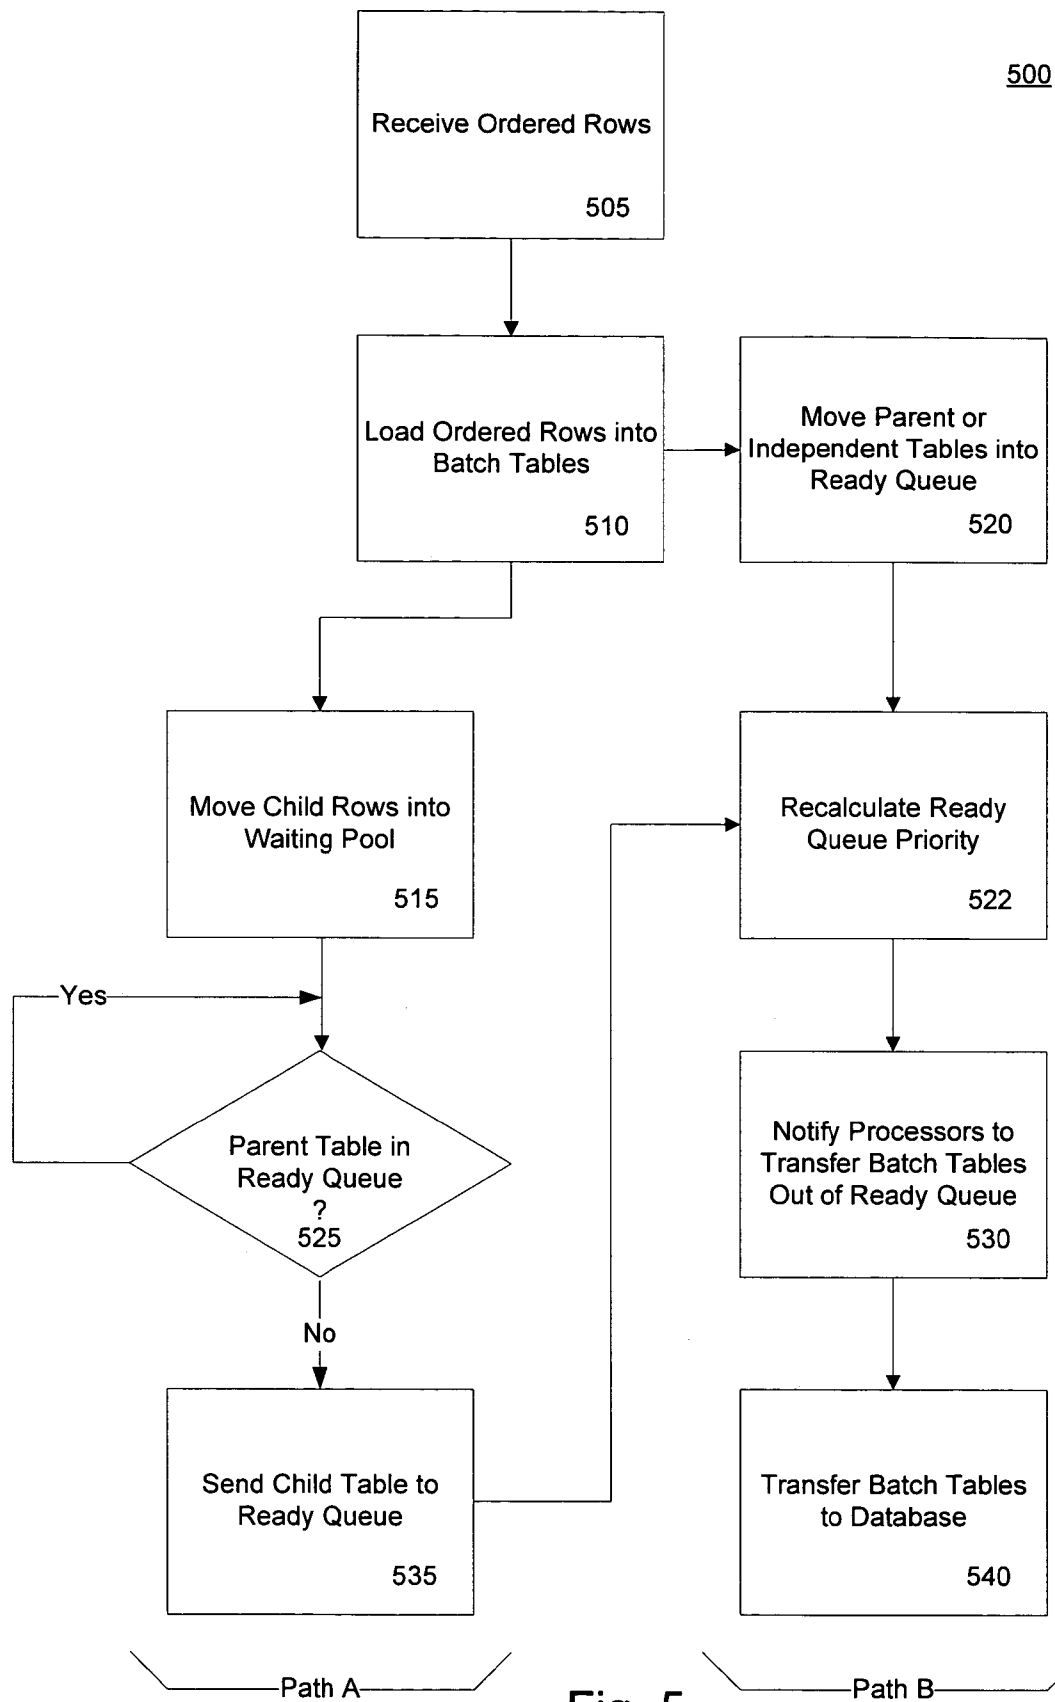 500
Receive Ordered Rows
505
Load Ordered Rows into
Batch Tables
510
Move Parent or
Independent Tables into
Ready Queue
520
Move Child Rows into
Waiting Pool
515
Recalculate Ready
Queue Priority
522
Yes
Parent Table in
Ready Queue
?
525
Notify Processors to
Transfer Batch Tables
Out of Ready Queue
530
No
Send Child Table to
Ready Queue
535
Transfer Batch Tables
to Database
540
Path A
Fig. 5
Path B